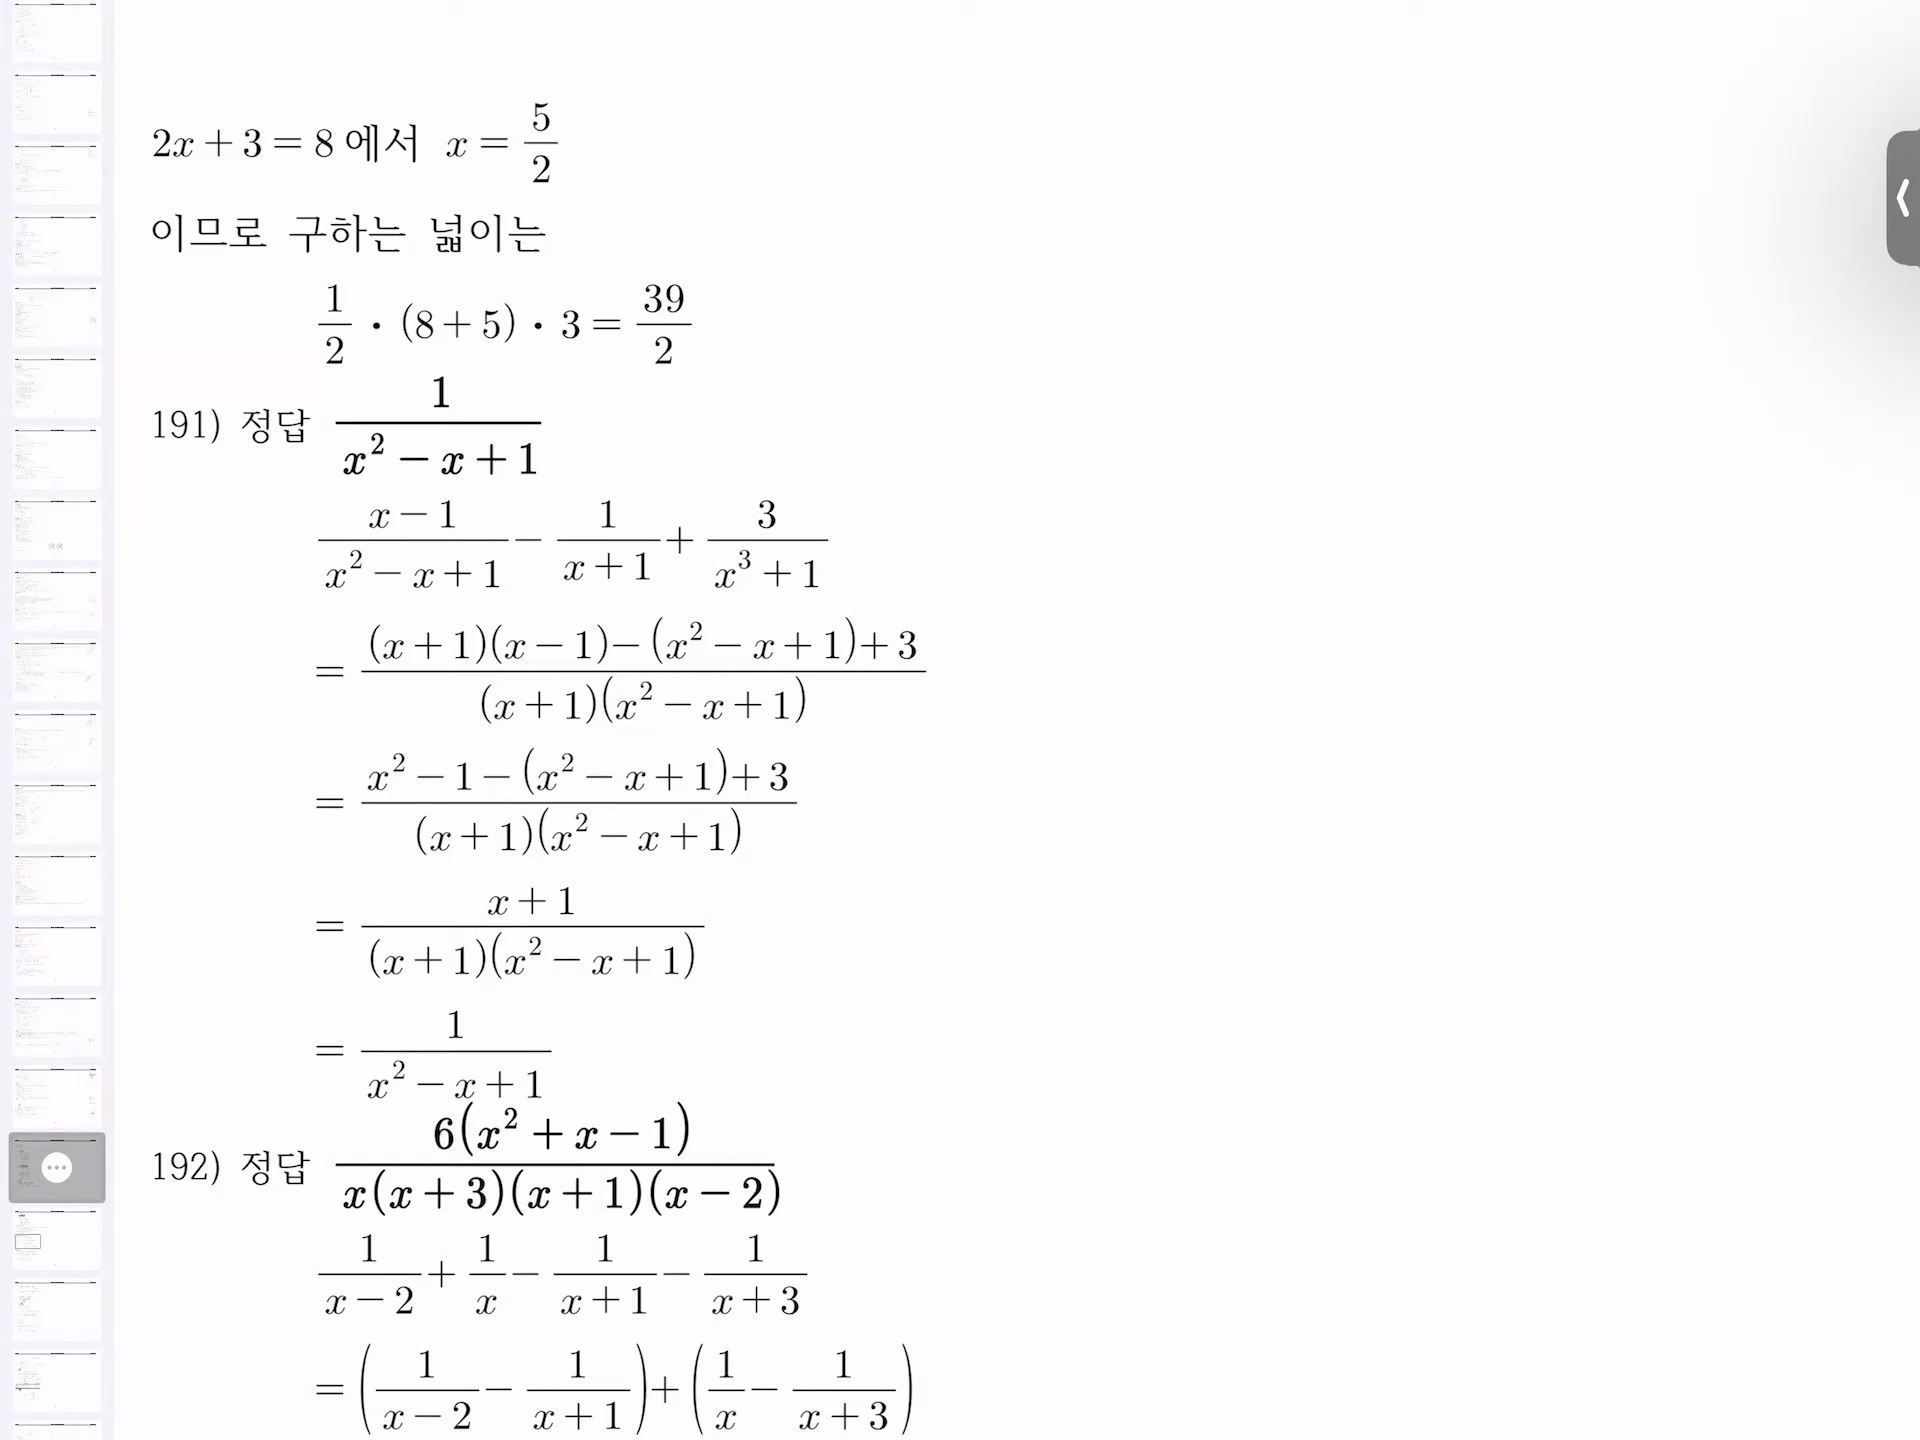 2x + 3 = 8 에서 x = 5/2
이므로 구하는 넓이는
1/2 · (8 + 5) · 3 = 39/2
191) 정답 1/(x² − x + 1)
(x − 1)/(x² − x + 1) − 1/(x + 1) + 3/(x³ + 1)
= ((x + 1)(x − 1) − (x² − x + 1) + 3)/((x + 1)(x² − x + 1))
= (x² − 1 − (x² − x + 1) + 3)/((x + 1)(x² − x + 1))
= (x + 1)/((x + 1)(x² − x + 1))
= 1/(x² − x + 1)
192) 정답 6(x² + x − 1)/(x(x + 3)(x + 1)(x − 2))
1/(x − 2) + 1/x − 1/(x + 1) − 1/(x + 3)
= (1/(x − 2) − 1/(x + 1)) + (1/x − 1/(x + 3))